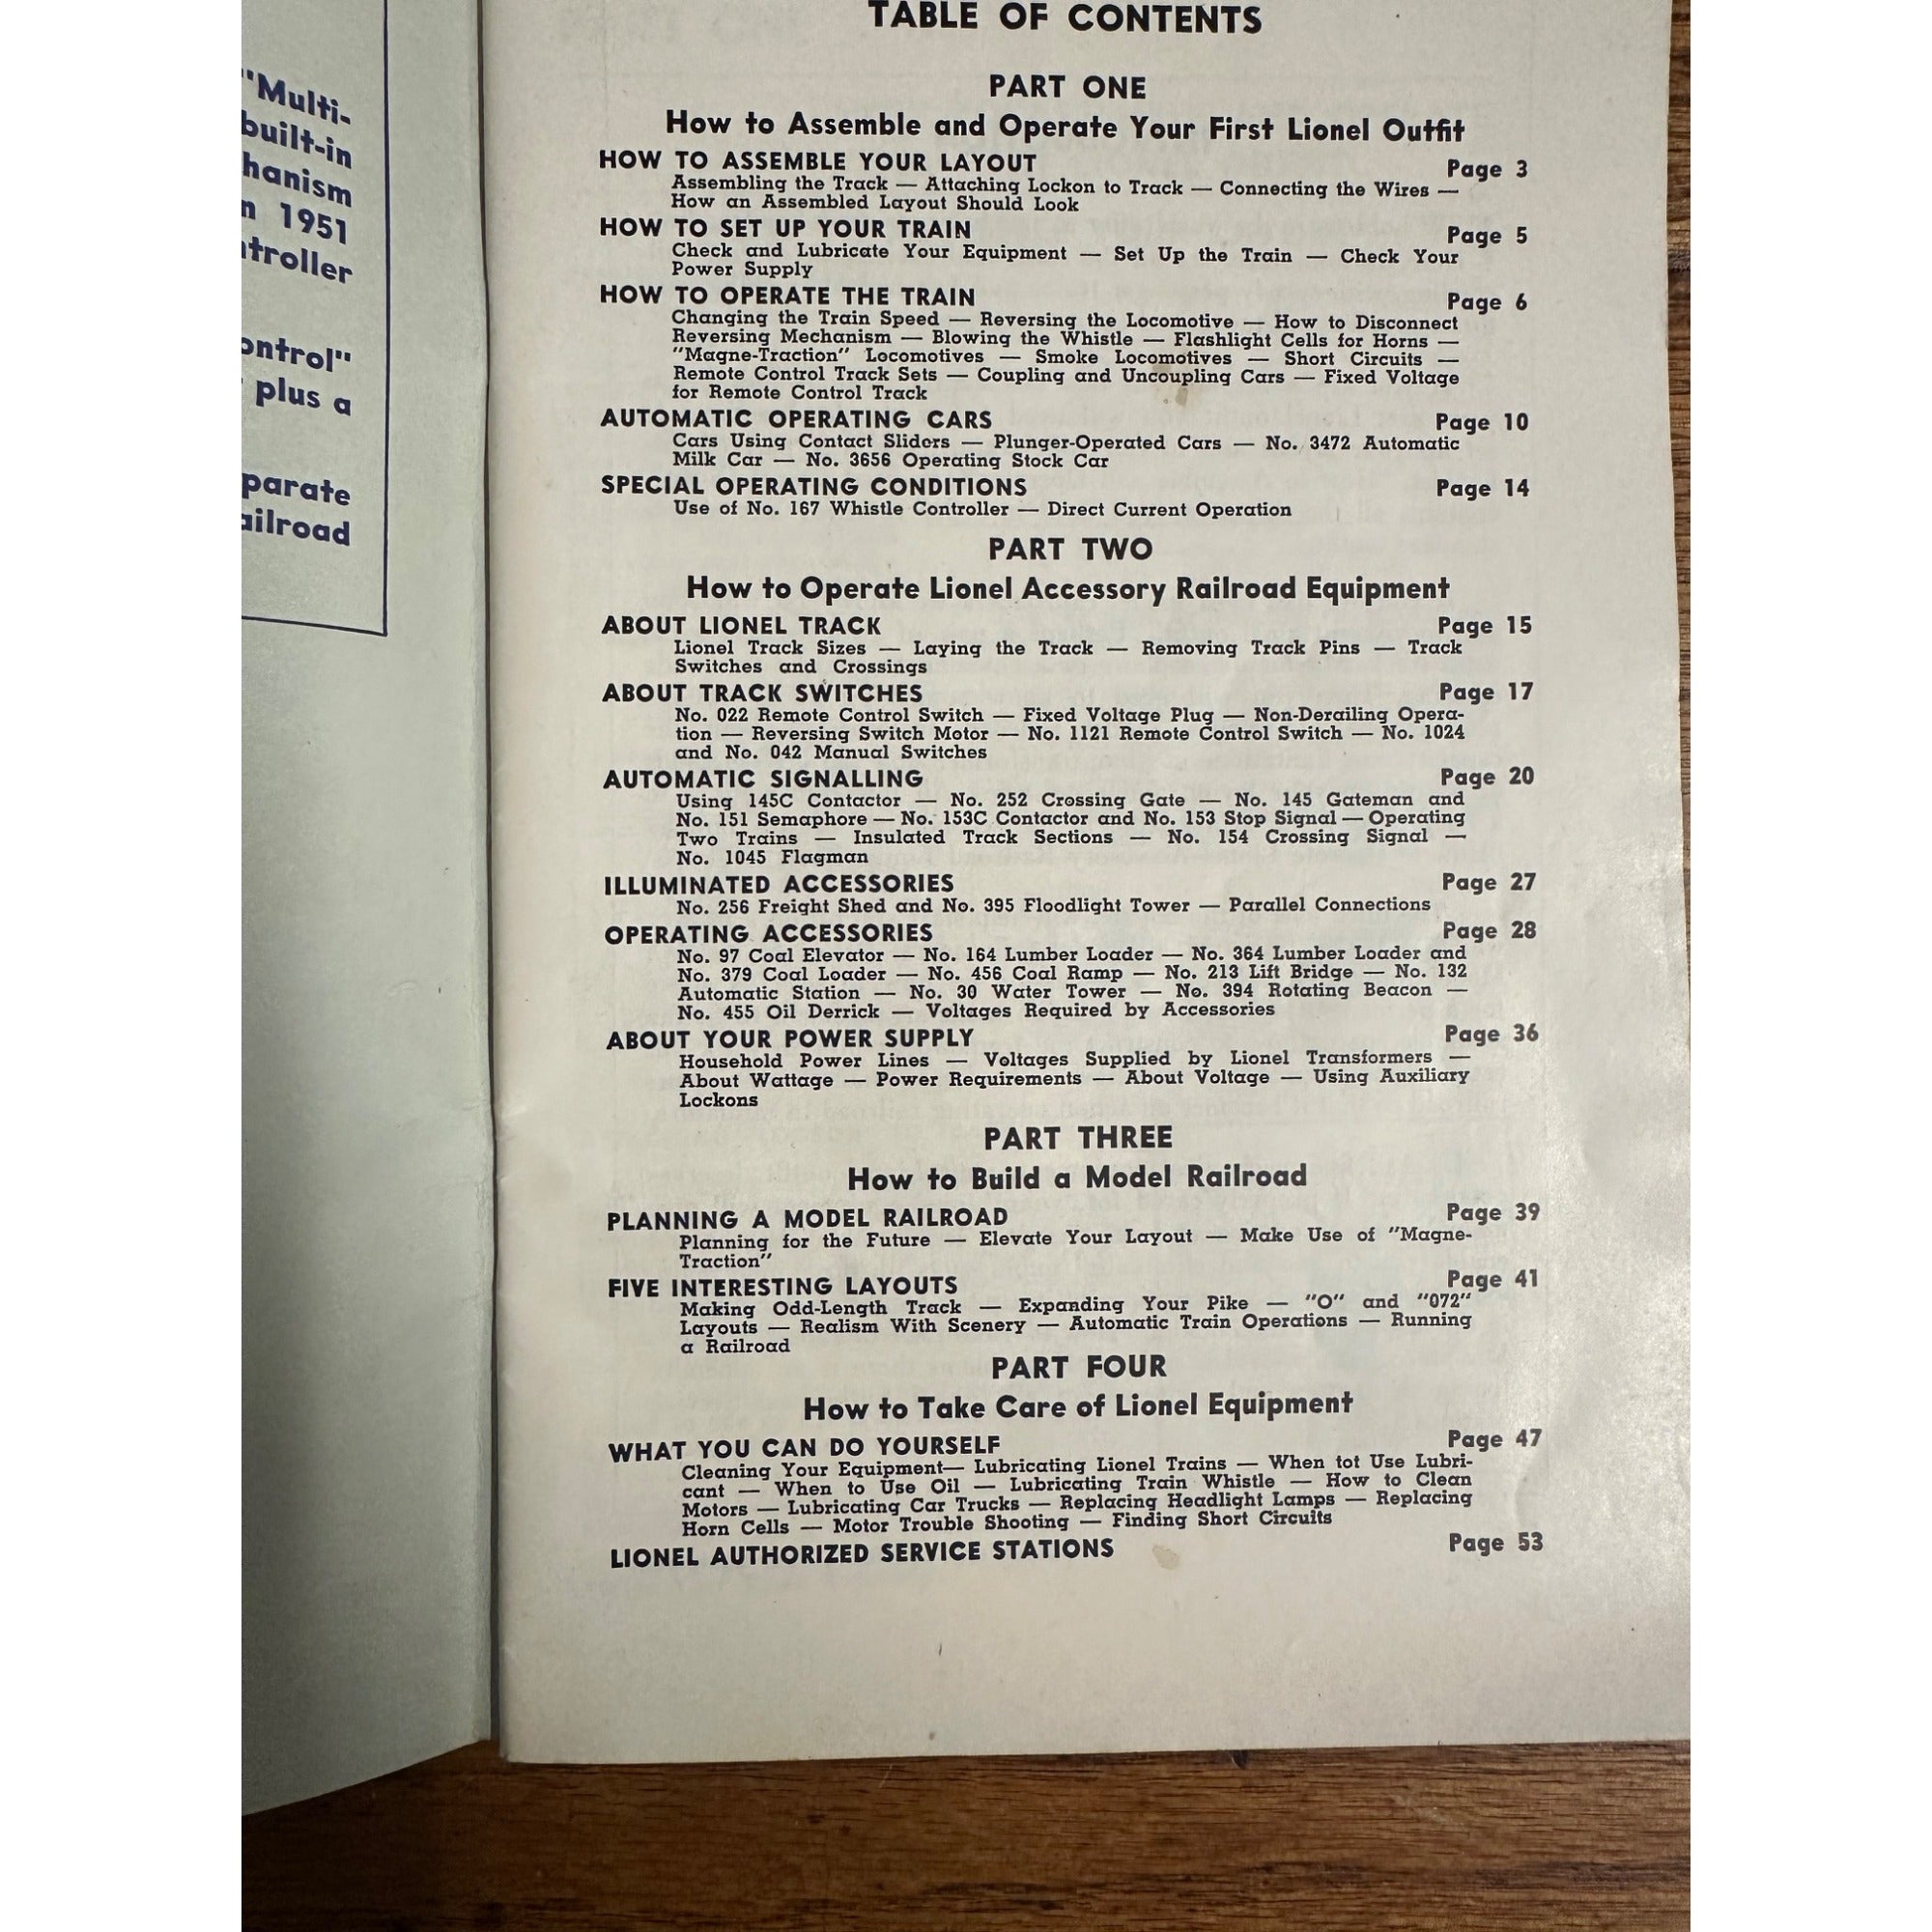 "Multi-
built-in
1951
plus a
TABLE OF CONTENTS
PART ONE
How to Assemble and Operate Your First Lionel Outfit
HOW TO ASSEMBLE YOUR LAYOUT Page 3
Assembling the Track — Attaching Lockon to Track — Connecting the Wires —
How an Assembled Layout Should Look
HOW TO SET UP YOUR TRAIN Page 5
Check and Lubricate Your Equipment — Set Up the Train — Check Your
Power Supply
HOW TO OPERATE THE TRAIN Page 6
Changing the Train Speed — Reversing the Locomotive — How to Disconnect
Reversing Mechanism — Blowing the Whistle — Flashlight Cells for Horns —
"Magne-Traction" Locomotives — Smoke Locomotives — Short Circuits —
Remote Control Track Sets — Coupling and Uncoupling Cars — Fixed Voltage
for Remote Control Track
AUTOMATIC OPERATING CARS Page 10
Cars Using Contact Sliders — Plunger-Operated Cars — No. 3472 Automatic
Milk Car — No. 3656 Operating Stock Car
SPECIAL OPERATING CONDITIONS Page 14
Use of No. 167 Whistle Controller — Direct Current Operation
PART TWO
How to Operate Lionel Accessory Railroad Equipment
ABOUT LIONEL TRACK Page 15
Lionel Track Sizes — Laying the Track — Removing Track Pins — Track
Switches and Crossings
ABOUT TRACK SWITCHES Page 17
No. 022 Remote Control Switch — Fixed Voltage Plug — Non-Derailing Opera-
tion — Reversing Switch Motor — No. 1121 Remote Control Switch — No. 1024
and No. 042 Manual Switches
AUTOMATIC SIGNALLING Page 20
Using 145C Contactor — No. 252 Crossing Gate — No. 145 Gateman and
No. 151 Semaphore — No. 153C Contactor and No. 153 Stop Signal — Operating
Two Trains — Insulated Track Sections — No. 154 Crossing Signal —
No. 1045 Flagman
ILLUMINATED ACCESSORIES Page 27
No. 256 Freight Shed and No. 395 Floodlight Tower — Parallel Connections
OPERATING ACCESSORIES Page 28
No. 97 Coal Elevator — No. 164 Lumber Loader — No. 364 Lumber Loader and
No. 379 Coal Loader — No. 456 Coal Ramp — No. 213 Lift Bridge — No. 132
Automatic Station — No. 30 Water Tower — No. 394 Rotating Beacon —
No. 455 Oil Derrick — Voltages Required by Accessories
ABOUT YOUR POWER SUPPLY Page 36
Household Power Lines — Voltages Supplied by Lionel Transformers —
About Wattage — Power Requirements — About Voltage — Using Auxiliary
Lockons
PART THREE
How to Build a Model Railroad
PLANNING A MODEL RAILROAD Page 39
Planning for the Future — Elevate Your Layout — Make Use of "Magne-
Traction"
FIVE INTERESTING LAYOUTS Page 41
Making Odd-Length Track — Expanding Your Pike — "O" and "072"
Layouts — Realism With Scenery — Automatic Train Operations — Running
a Railroad
PART FOUR
How to Take Care of Lionel Equipment
WHAT YOU CAN DO YOURSELF Page 47
Cleaning Your Equipment— Lubricating Lionel Trains — When tot Use Lubri-
cant — When to Use Oil — Lubricating Train Whistle — How to Clean
Motors — Lubricating Car Trucks — Replacing Headlight Lamps — Replacing
Horn Cells — Motor Trouble Shooting — Finding Short Circuits
LIONEL AUTHORIZED SERVICE STATIONS Page 53